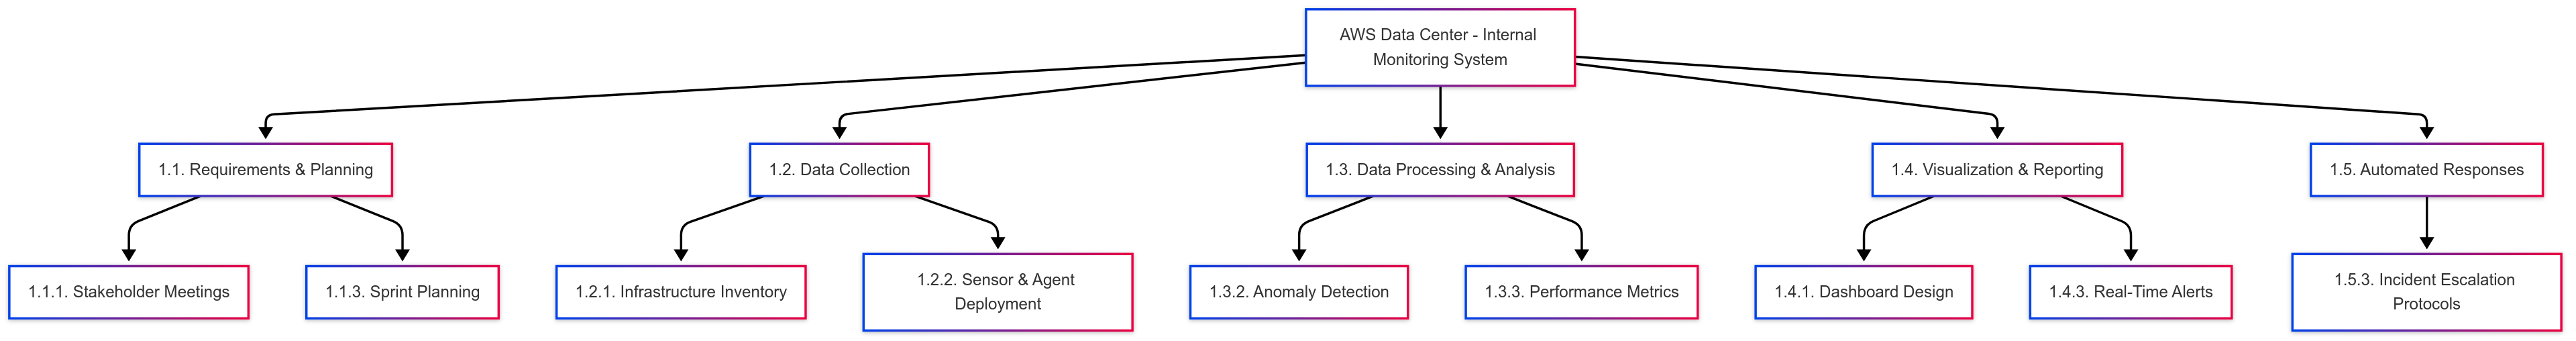 AWS Data Center - Internal
Monitoring System
1.1. Requirements & Planning
1.2. Data Collection
1.3. Data Processing & Analysis
1.4. Visualization & Reporting
1.5. Automated Responses
1.1.1. Stakeholder Meetings
1.1.3. Sprint Planning
1.2.1. Infrastructure Inventory
1.2.2. Sensor & Agent
Deployment
1.3.2. Anomaly Detection
1.3.3. Performance Metrics
1.4.1. Dashboard Design
1.4.3. Real-Time Alerts
1.5.3. Incident Escalation
Protocols